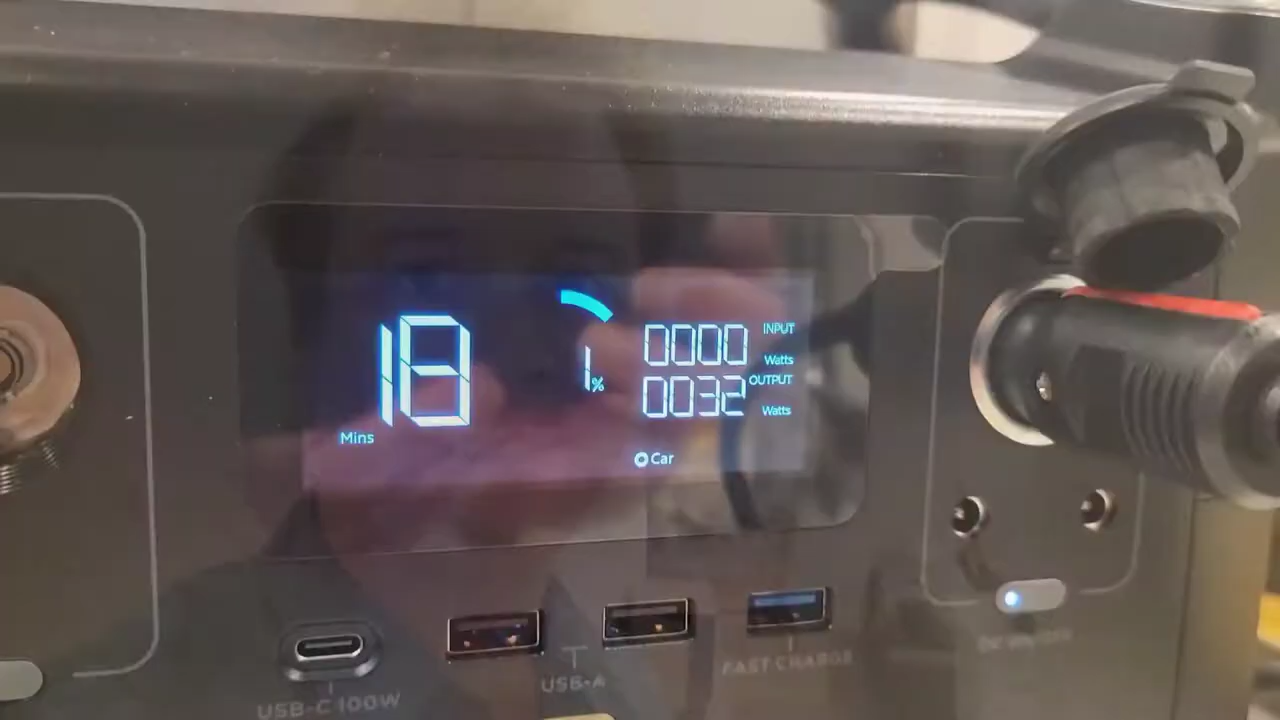 18
Mins
1%
0000 INPUT
Watts
0032 OUTPUT
Watts
Car
USB-C 100W
USB-A
FAST CHARGE